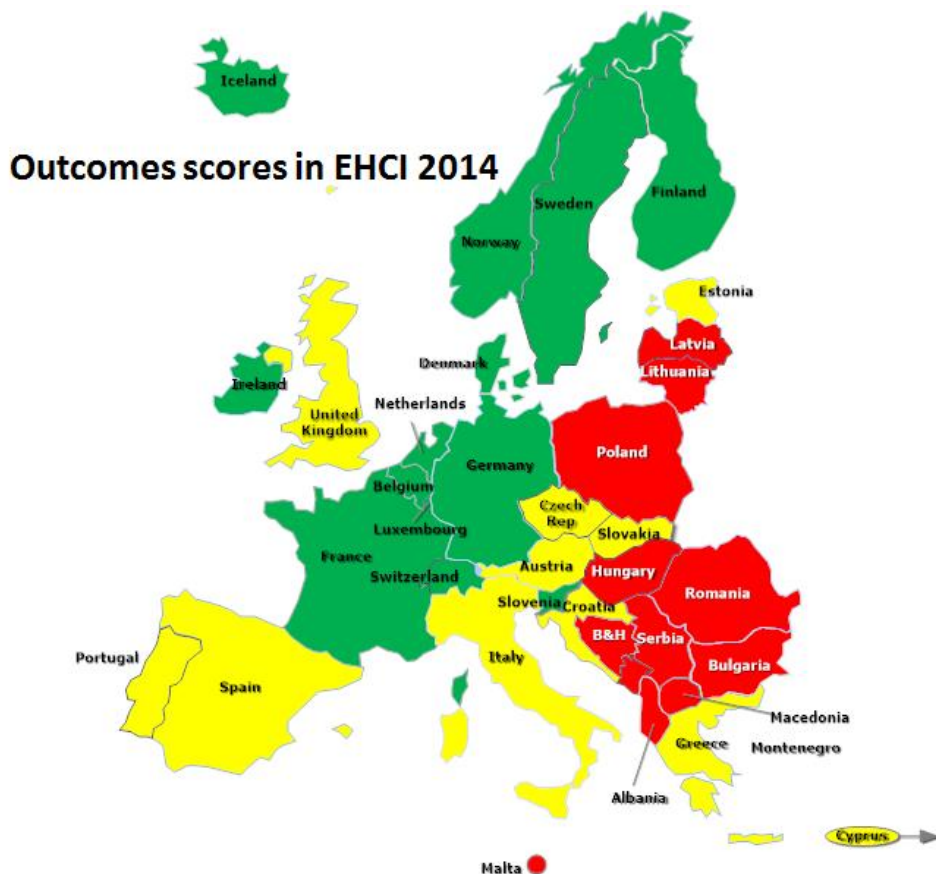 Iceland
Outcomes scores in EHCI 2014
Finland
Sweden
Norway
Estonia
Latvia
Denmark
Lithuania
Ireland
Netherlands
United
Kingdom
Poland
Germany
Belgium
Czech
Rep
Luxembourg
Slovakia
France
Austria
Switzerland
Hungary
Romania
Slovenia
Croatia
B&H
Serbia
Portugal
Italy
Bulgaria
Spain
Macedonia
Greece
Montenegro
Albania
Cyprus
Malta